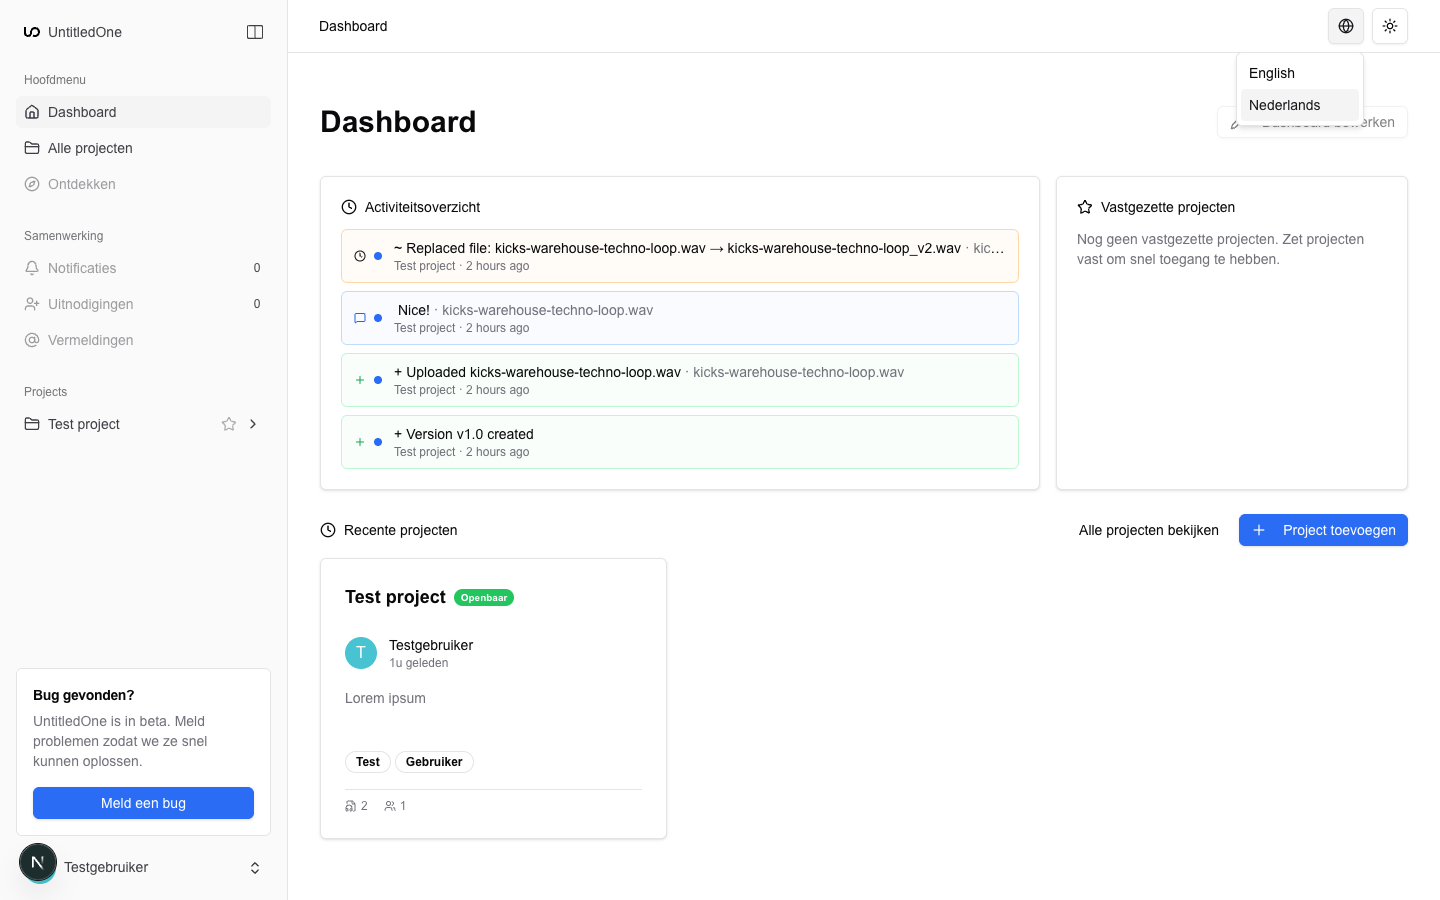 UntitledOne
Hoofdmenu
Dashboard
Alle projecten
Ontdekken
Samenwerking
Notificaties 0
Uitnodigingen 0
Vermeldingen
Projects
Test project
Bug gevonden?
UntitledOne is in beta. Meld
problemen zodat we ze snel
kunnen oplossen.
Meld een bug
N
Testgebruiker
Dashboard
English
Nederlands
Dashboard
bewerken
Activiteitsoverzicht
~ Replaced file: kicks-warehouse-techno-loop.wav → kicks-warehouse-techno-loop_v2.wav · kic...
Test project · 2 hours ago
Nice! · kicks-warehouse-techno-loop.wav
Test project · 2 hours ago
+ Uploaded kicks-warehouse-techno-loop.wav · kicks-warehouse-techno-loop.wav
Test project · 2 hours ago
+ Version v1.0 created
Test project · 2 hours ago
Vastgezette projecten
Nog geen vastgezette projecten. Zet projecten
vast om snel toegang te hebben.
Recente projecten
Alle projecten bekijken
Project toevoegen
Test project Openbaar
T
Testgebruiker
1u geleden
Lorem ipsum
Test Gebruiker
2 1